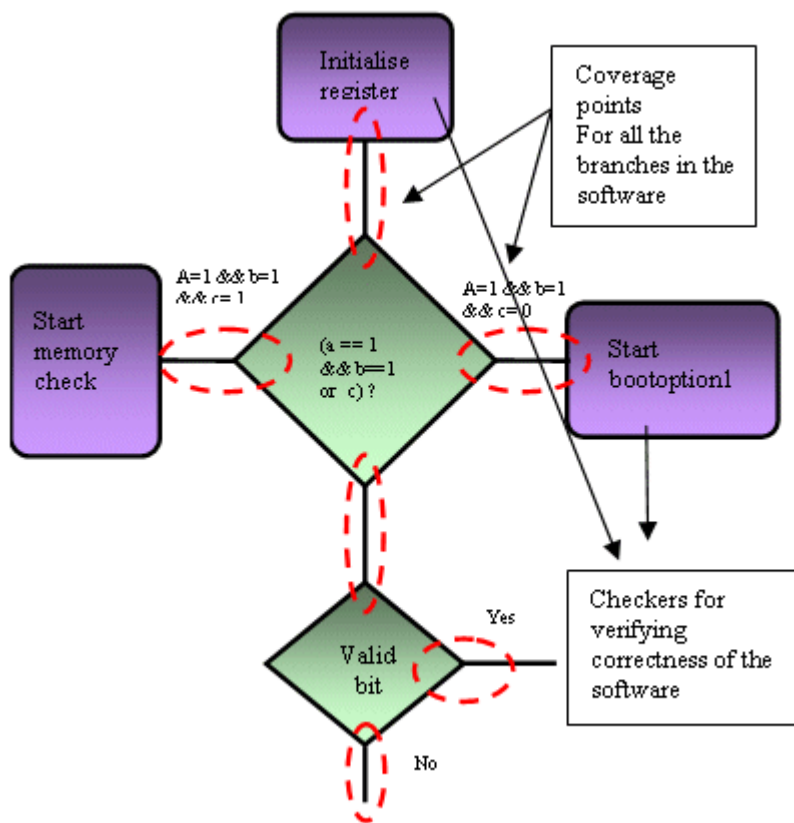 Initialise
register
Coverage
points
For all the
branches in the
software
A=1 && b=1
&& c= 1
A=1 && b=1
&& c=0
Start
memory
check
(a == 1
&&b==1
or c) ?
Start
bootoption1
Checkers for
verifying
correctness of the
software
Yes
Valid
bit
No